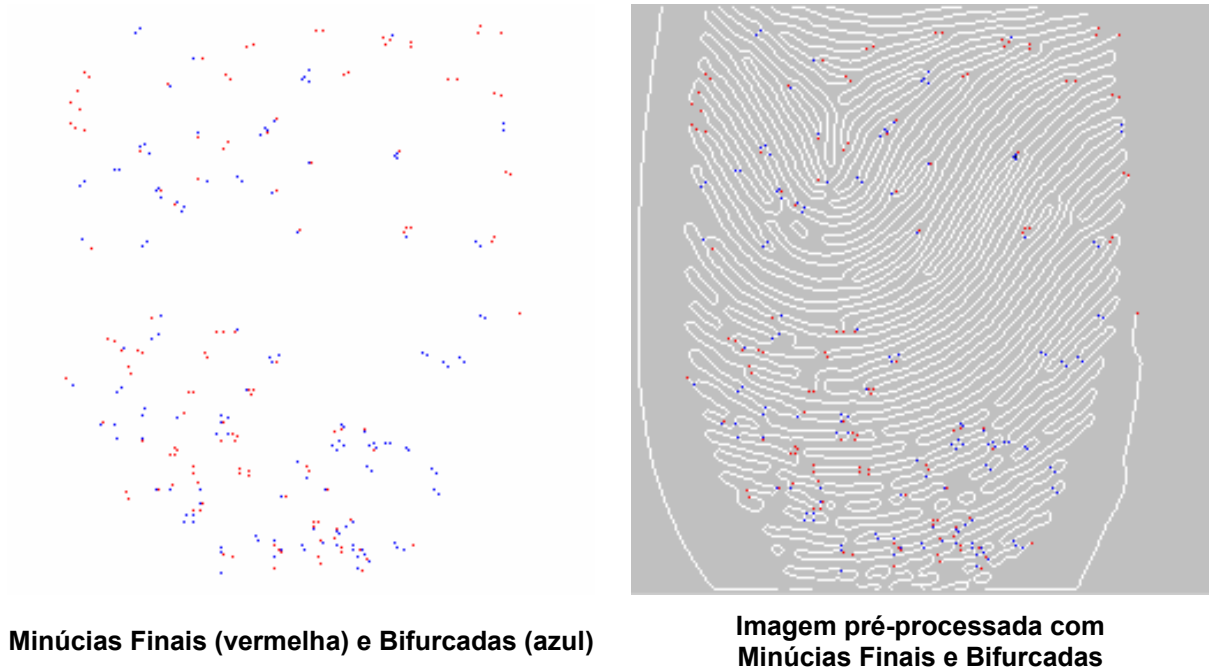 Minúcias Finais (vermelha) e Bifurcadas (azul)
Imagem pré-processada com
Minúcias Finais e Bifurcadas